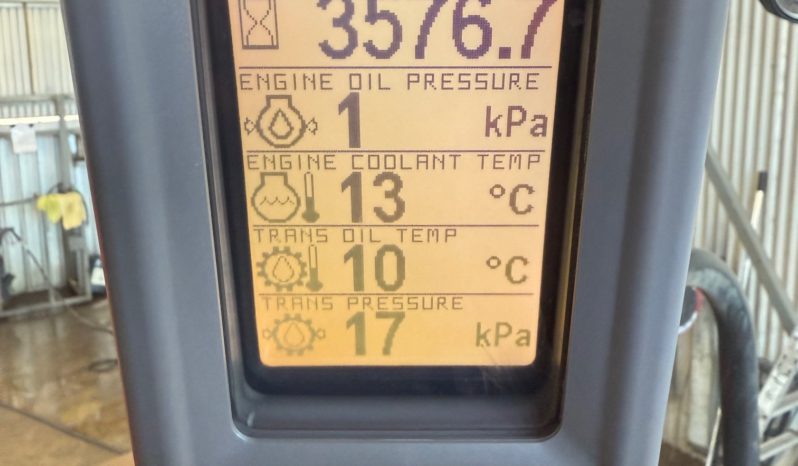 3576.7
ENGINE OIL PRESSURE
1 kPa
ENGINE COOLANT TEMP
13 °C
TRANS OIL TEMP
10 °C
TRANS PRESSURE
17 kPa